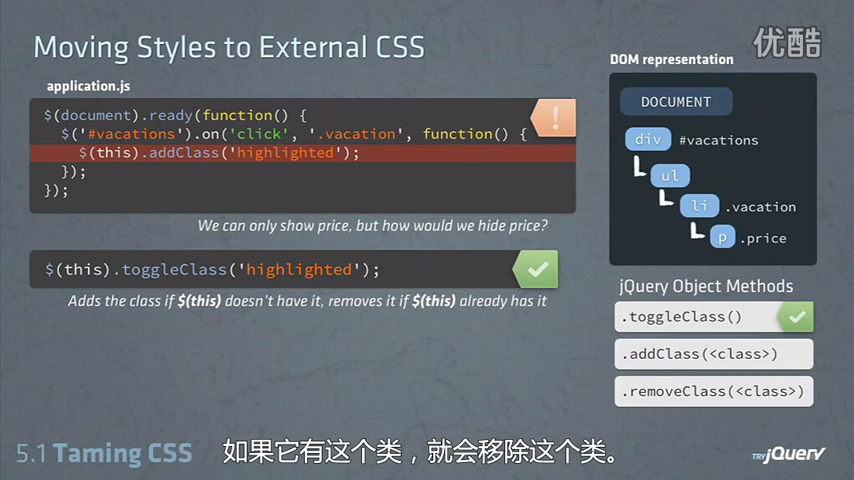 Moving Styles to External CSS
优酷
application.js
$(document).ready(function() {
$('#vacations').on('click', '.vacation', function() {
$(this).addClass('highlighted');
});
});
!
We can only show price, but how would we hide price?
$(this).toggleClass('highlighted');
Adds the class if $(this) doesn't have it, removes it if $(this) already has it
DOM representation
DOCUMENT
div #vacations
ul
li .vacation
p .price
jQuery Object Methods
.toggleClass()
.addClass(<class>)
.removeClass(<class>)
5.1 Taming CSS
如果它有这个类，就会移除这个类。
TRY jQuery